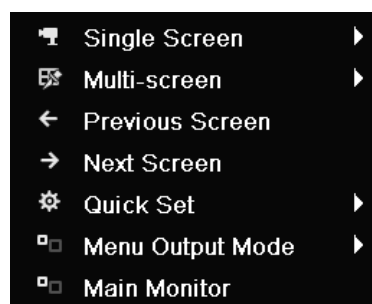 Single Screen
Multi-screen
Previous Screen
Next Screen
Quick Set
Menu Output Mode
Main Monitor